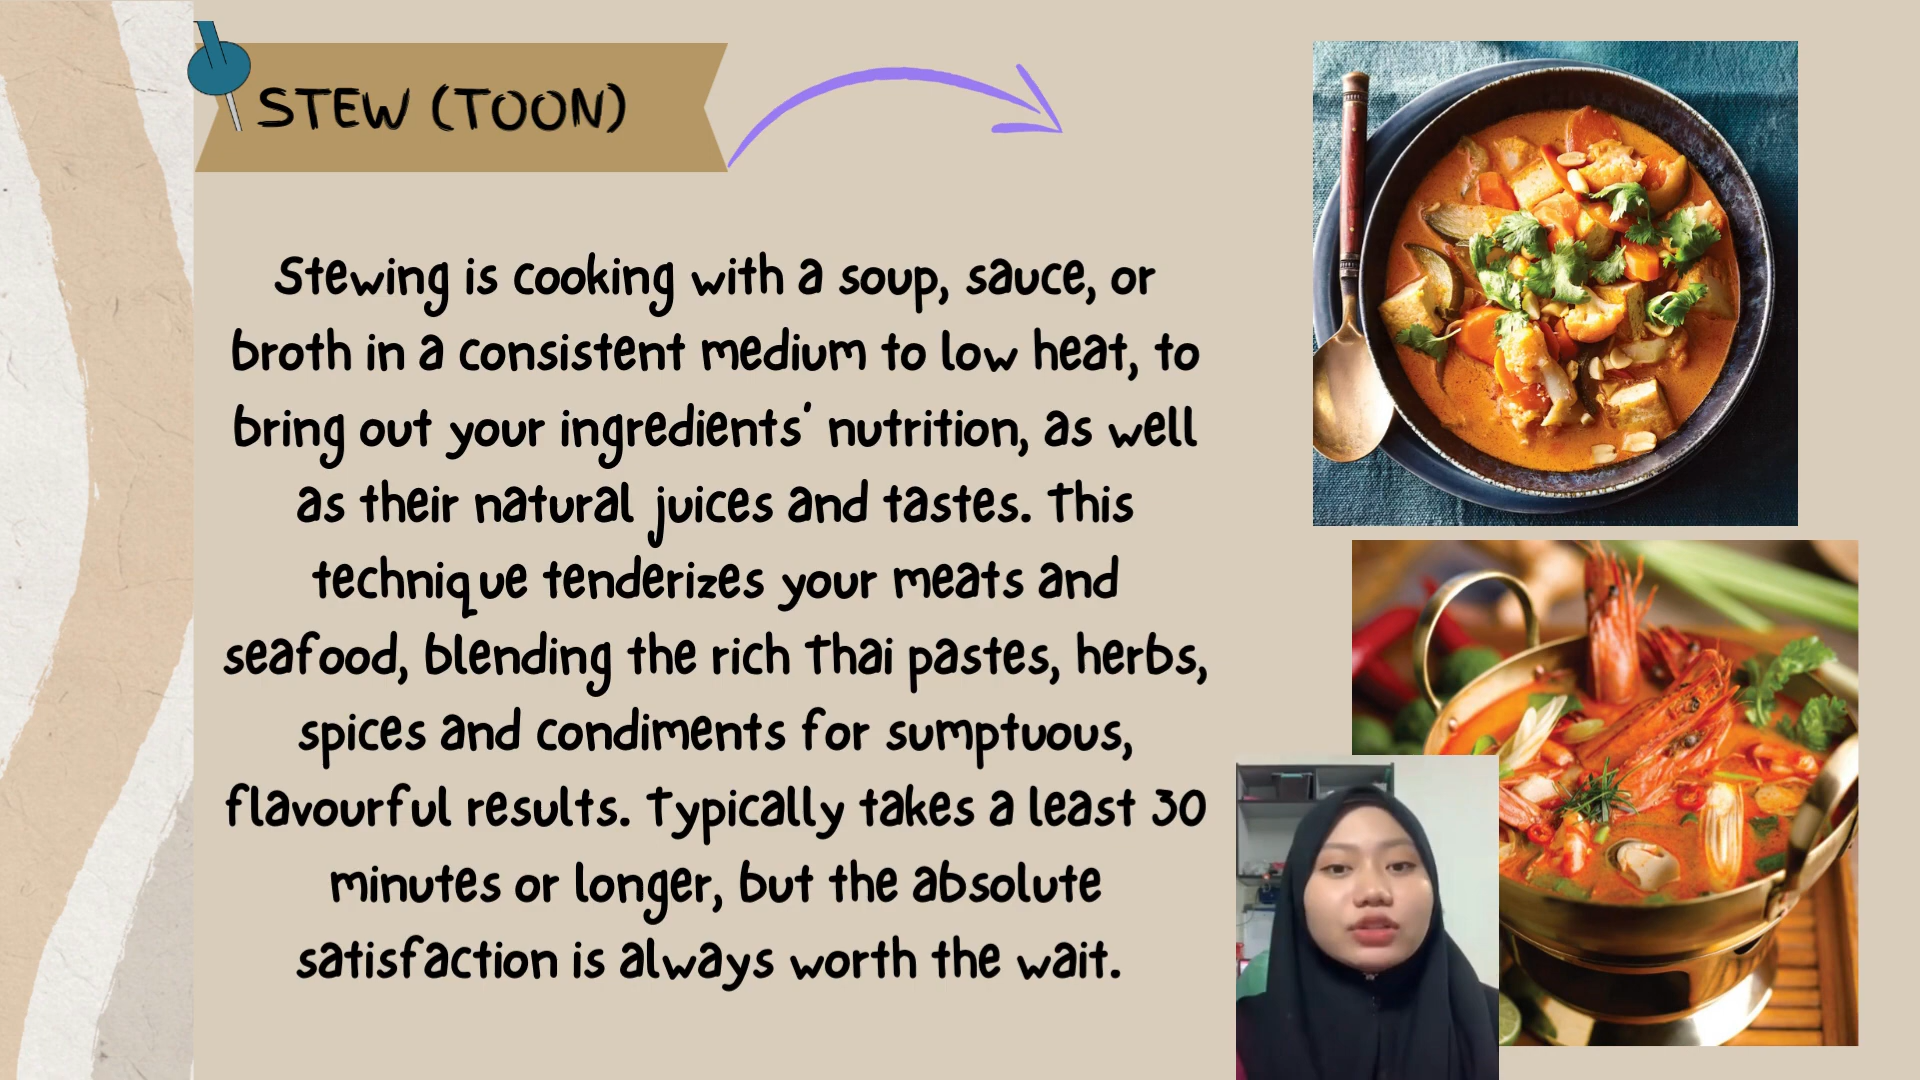 STEW (TOON)
Stewing is cooking with a soup, sauce, or
broth in a consistent medium to low heat, to
bring out your ingredients' nutrition, as well
as their natural juices and tastes. This
technique tenderizes your meats and
seafood, blending the rich Thai pastes, herbs,
spices and condiments for sumptuous,
flavourful results. Typically takes a least 30
minutes or longer, but the absolute
satisfaction is always worth the wait.